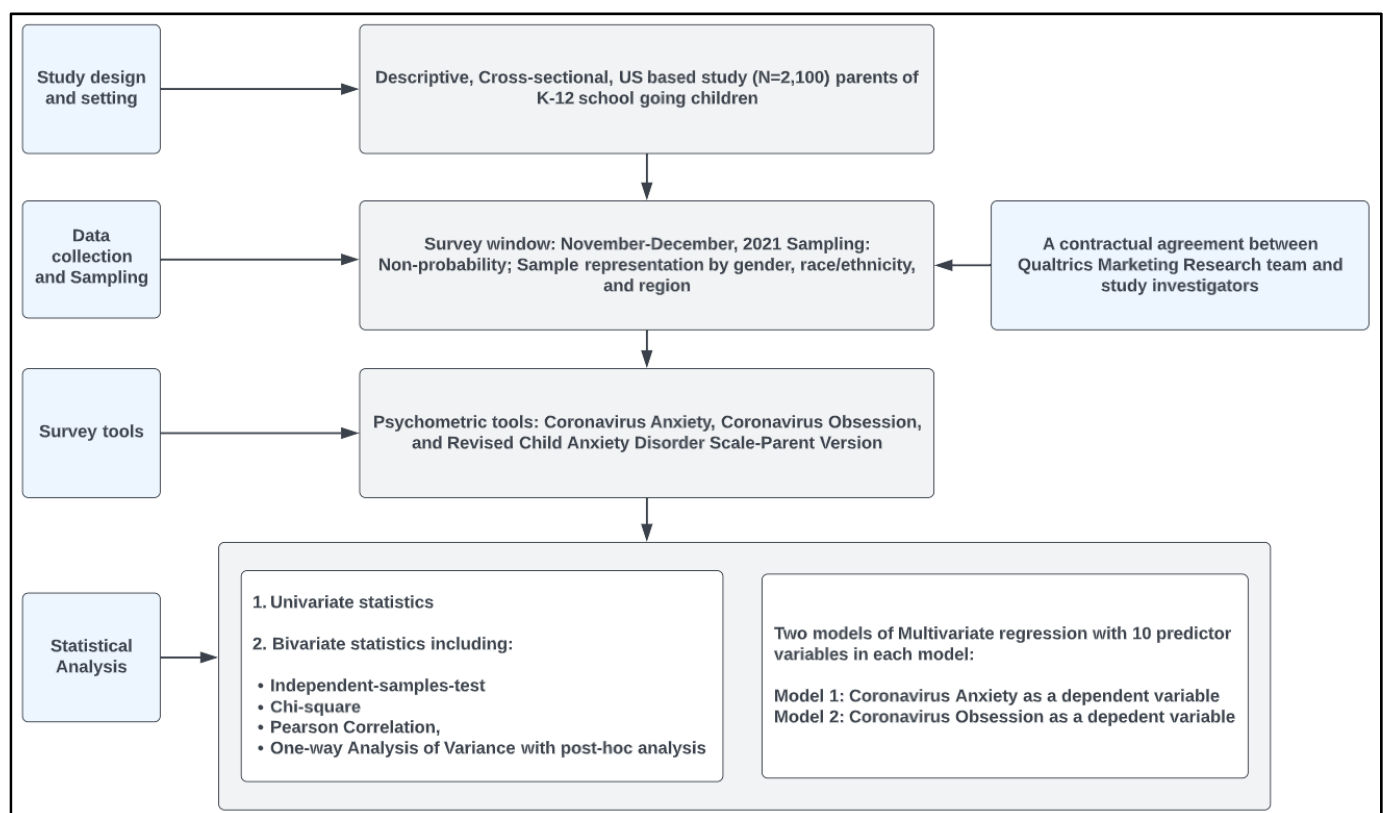 Study design
and setting
Descriptive, Cross-sectional, US based study (N=2,100) parents of
K-12 school going children
Data
collection
and Sampling
Survey window: November-December, 2021 Sampling:
Non-probability; Sample representation by gender, race/ethnicity,
and region
A contractual agreement between
Qualtrics Marketing Research team and
study investigators
Survey tools
Psychometric tools: Coronavirus Anxiety, Coronavirus Obsession,
and Revised Child Anxiety Disorder Scale-Parent Version
Statistical
Analysis
1. Univariate statistics
2. Bivariate statistics including:
• Independent-samples-test
• Chi-square
• Pearson Correlation,
• One-way Analysis of Variance with post-hoc analysis
Two models of Multivariate regression with 10 predictor
variables in each model:
Model 1: Coronavirus Anxiety as a dependent variable
Model 2: Coronavirus Obsession as a depedent variable